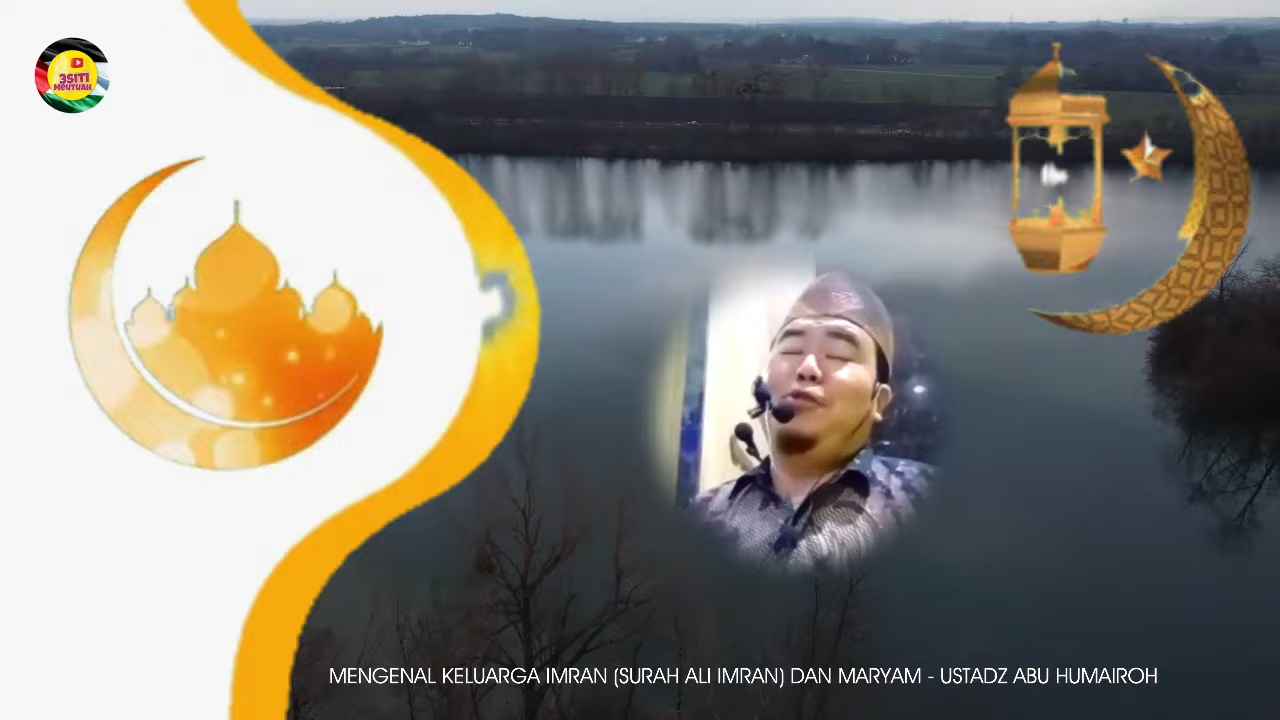 3SITI
MEUTUAH
MENGENAL KELUARGA IMRAN (SURAH ALI IMRAN) DAN MARYAM - USTADZ ABU HUMAIROH